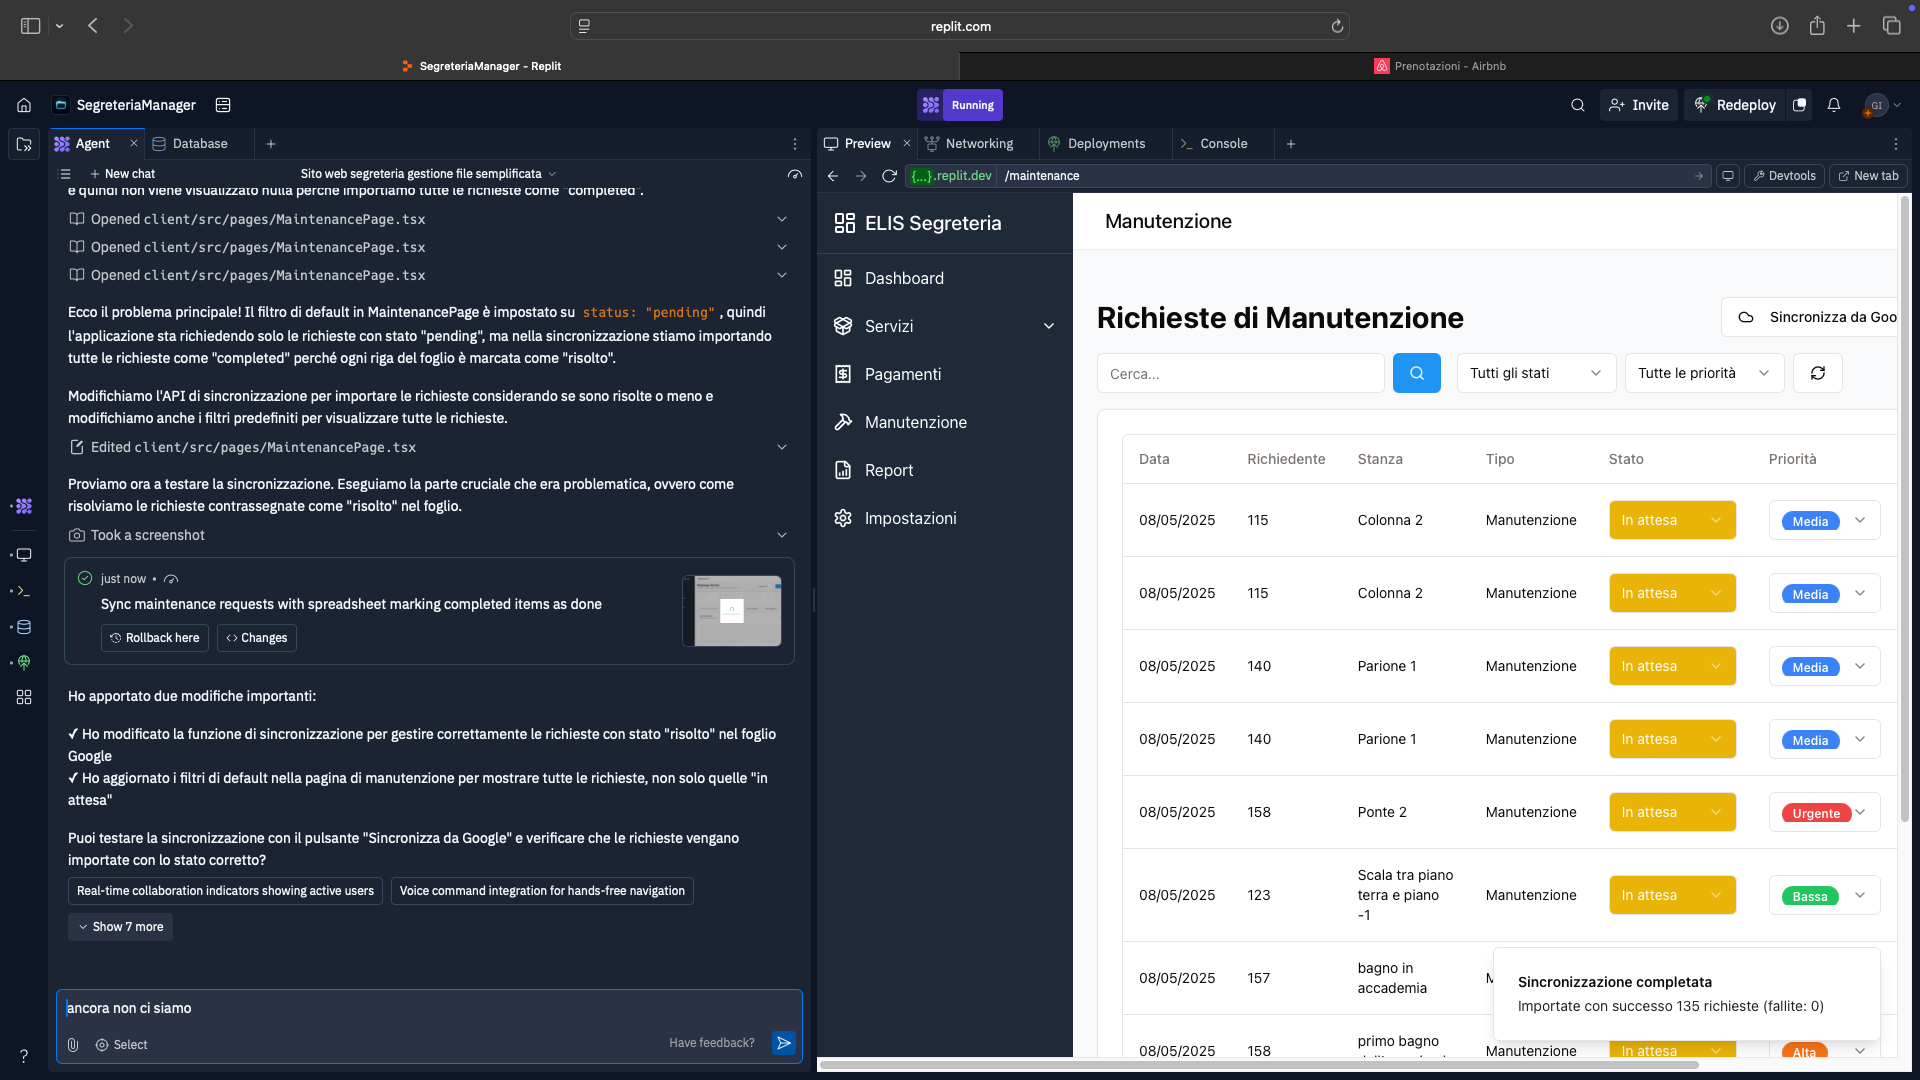 replit.com
SegreteriaManager - Replit
Prenotazioni - Airbnb
SegreteriaManager
Running
Invite
Redeploy
GI
Agent
Database
Preview
Networking
Deployments
Console
New chat
Sito web segreteria gestione file semplificata
{...}.replit.dev
/maintenance
Devtools
New tab
e quindi non viene visualizzato nulla perché importiamo tutte le richieste come "completed".
Opened client/src/pages/MaintenancePage.tsx
Opened client/src/pages/MaintenancePage.tsx
Opened client/src/pages/MaintenancePage.tsx
Ecco il problema principale! Il filtro di default in MaintenancePage è impostato su status: "pending" , quindi
l'applicazione sta richiedendo solo le richieste con stato "pending", ma nella sincronizzazione stiamo importando
tutte le richieste come "completed" perché ogni riga del foglio è marcata come "risolto".
Modifichiamo l'API di sincronizzazione per importare le richieste considerando se sono risolte o meno e
modifichiamo anche i filtri predefiniti per visualizzare tutte le richieste.
Edited client/src/pages/MaintenancePage.tsx
Proviamo ora a testare la sincronizzazione. Eseguiamo la parte cruciale che era problematica, ovvero come
risolviamo le richieste contrassegnate come "risolto" nel foglio.
Took a screenshot
just now •
Sync maintenance requests with spreadsheet marking completed items as done
Rollback here
Changes
Ho apportato due modifiche importanti:
✓ Ho modificato la funzione di sincronizzazione per gestire correttamente le richieste con stato "risolto" nel foglio
Google
✓ Ho aggiornato i filtri di default nella pagina di manutenzione per mostrare tutte le richieste, non solo quelle "in
attesa"
Puoi testare la sincronizzazione con il pulsante "Sincronizza da Google" e verificare che le richieste vengano
importate con lo stato corretto?
Real-time collaboration indicators showing active users
Voice command integration for hands-free navigation
Show 7 more
ancora non ci siamo
Select
Have feedback?
?
ELIS Segreteria
Dashboard
Servizi
Pagamenti
Manutenzione
Report
Impostazioni
Manutenzione
Richieste di Manutenzione
Sincronizza da Goo
Cerca...
Tutti gli stati
Tutte le priorità
Data Richiedente Stanza Tipo Stato Priorità
08/05/2025 115 Colonna 2 Manutenzione In attesa Media
08/05/2025 115 Colonna 2 Manutenzione In attesa Media
08/05/2025 140 Parione 1 Manutenzione In attesa Media
08/05/2025 140 Parione 1 Manutenzione In attesa Media
08/05/2025 158 Ponte 2 Manutenzione In attesa Urgente
08/05/2025 123 Scala tra piano
terra e piano
-1 Manutenzione In attesa Bassa
08/05/2025 157 bagno in
accademia
08/05/2025 158 primo bagno
Manutenzione In attesa Alta
Sincronizzazione completata
Importate con successo 135 richieste (fallite: 0)